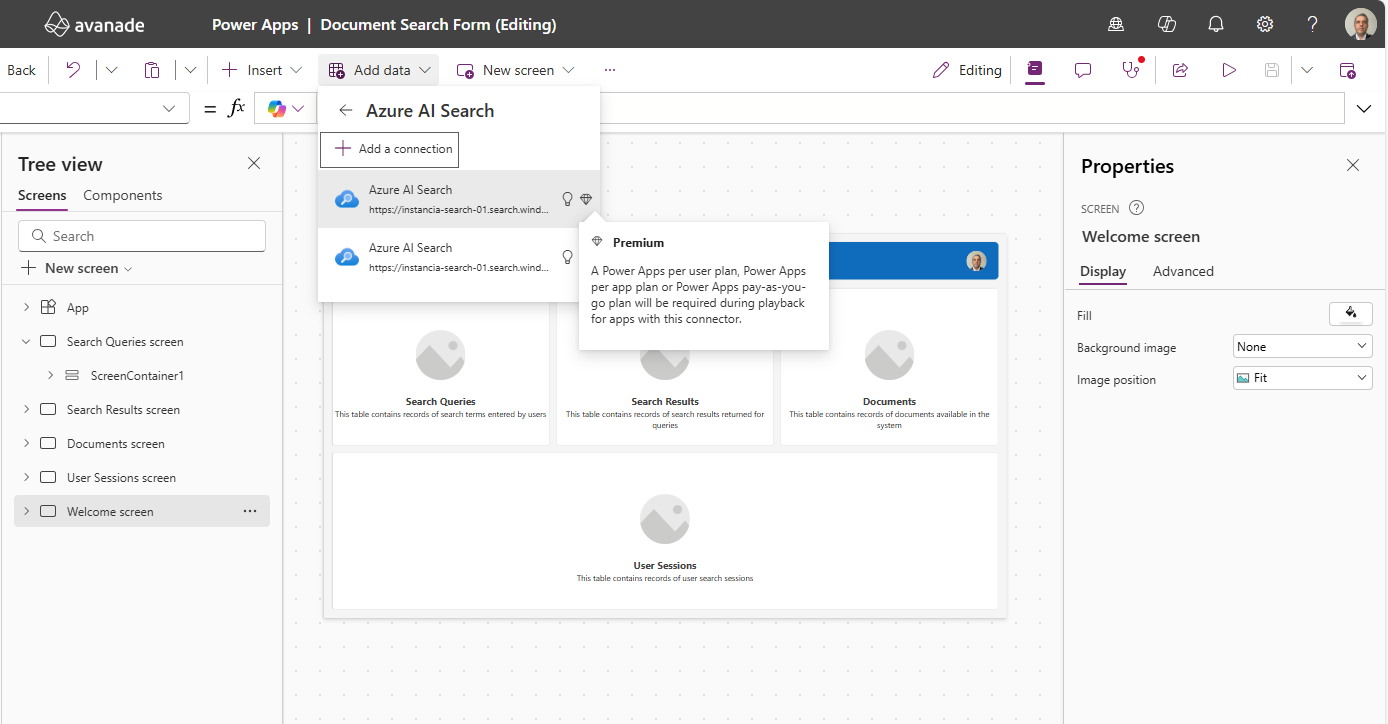 avanade
Power Apps | Document Search Form (Editing)
Back
Insert
Add data
New screen
...
Editing
= fx
Azure AI Search
Add a connection
Azure AI Search
https://instancia-search-01.search.wind...
Azure AI Search
https://instancia-search-01.search.wind...
Premium
A Power Apps per user plan, Power Apps
per app plan or Power Apps pay-as-you-
go plan will be required during playback
for apps with this connector.
Tree view
Screens
Components
Search
New screen
App
Search Queries screen
ScreenContainer1
Search Results screen
Documents screen
User Sessions screen
Welcome screen
...
Search Queries
This table contains records of search terms entered by users
Search Results
This table contains records of search results returned for
queries
Documents
This table contains records of documents available in the
system
User Sessions
This table contains records of user search sessions
Properties
SCREEN
Welcome screen
Display
Advanced
Fill
Background image
None
Image position
Fit